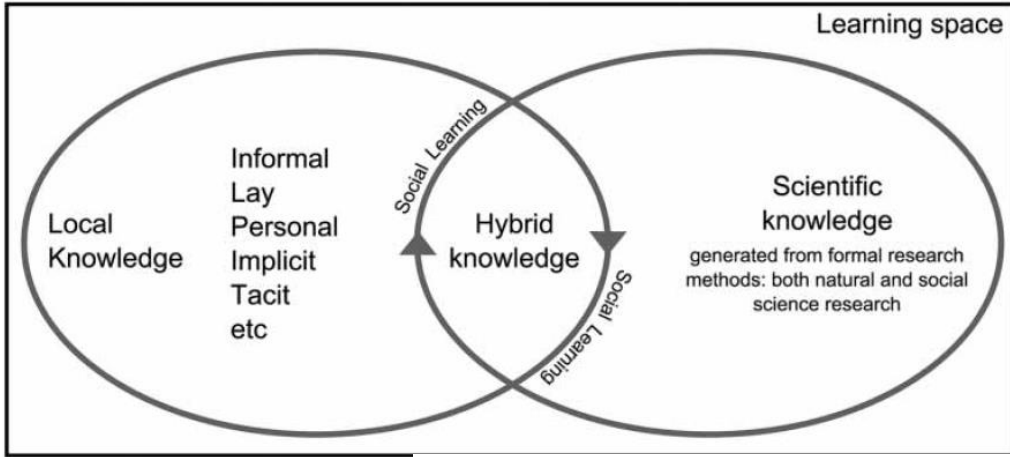 Learning space
Local
Knowledge
Informal
Lay
Personal
Implicit
Tacit
etc
Social Learning
Hybrid
knowledge
Social Learning
Scientific
knowledge
generated from formal research
methods: both natural and social
science research